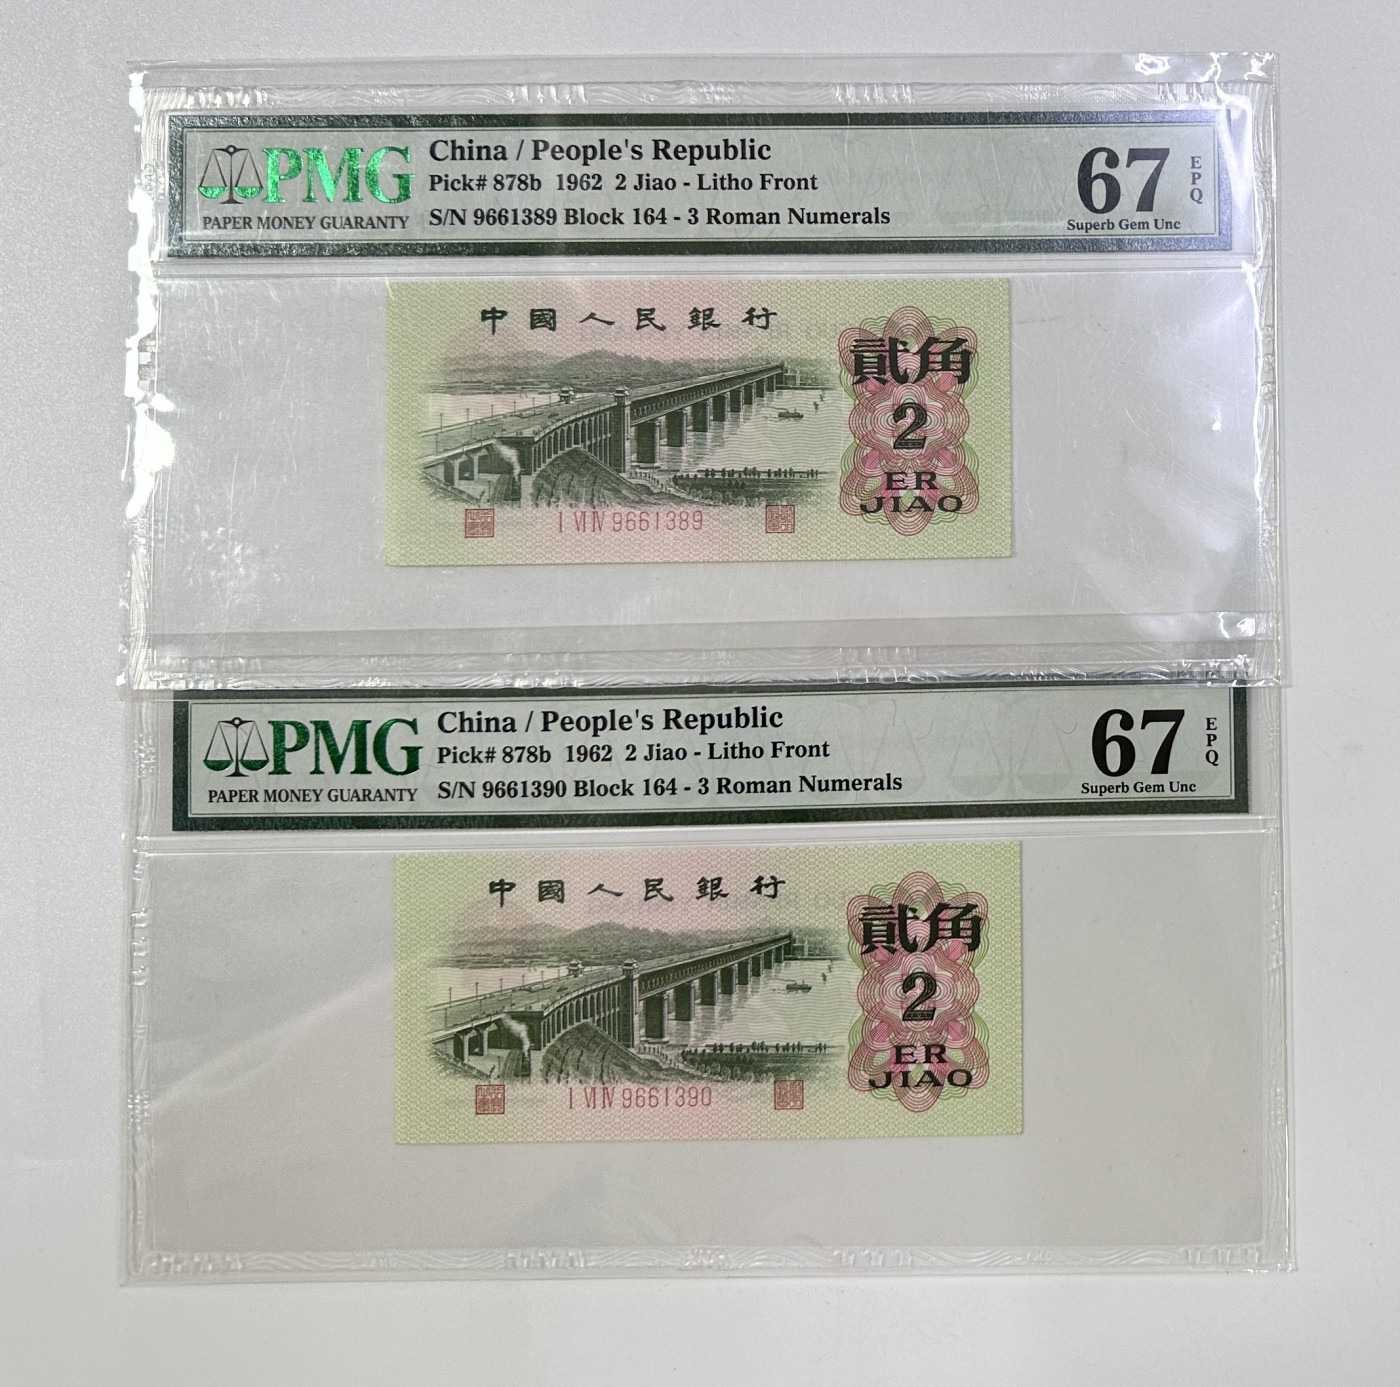 PMG
PAPER MONEY GUARANTY
China / People's Republic
Pick# 878b 1962 2 Jiao - Litho Front
S/N 9661389 Block 164 - 3 Roman Numerals
67
EPQ
Superb Gem Unc
中國人民銀行
貳角
2
ER
JIAO
I VI IV 9661389
PMG
PAPER MONEY GUARANTY
China / People's Republic
Pick# 878b 1962 2 Jiao - Litho Front
S/N 9661390 Block 164 - 3 Roman Numerals
67
EPQ
Superb Gem Unc
中國人民銀行
貳角
2
ER
JIAO
I VI IV 9661390